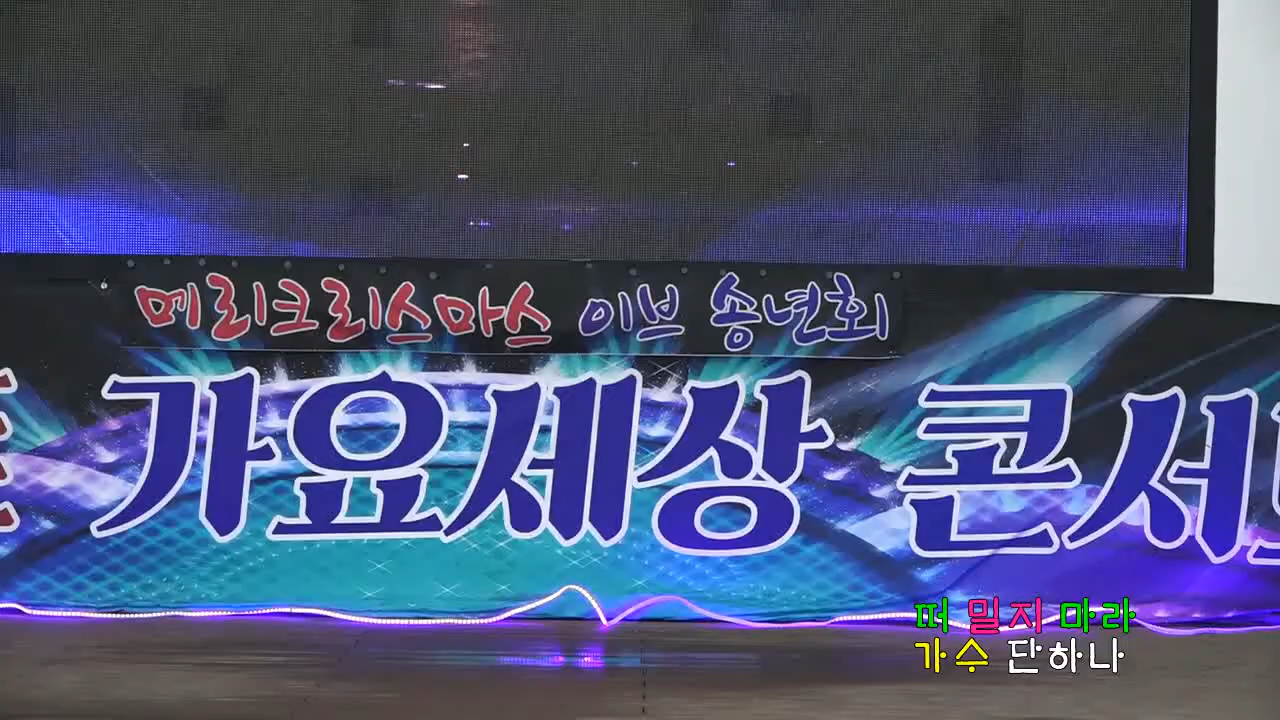 메리크리스마스 이브 송년회
가요세상 콘서
떠 밀지 마라
가수 단하나